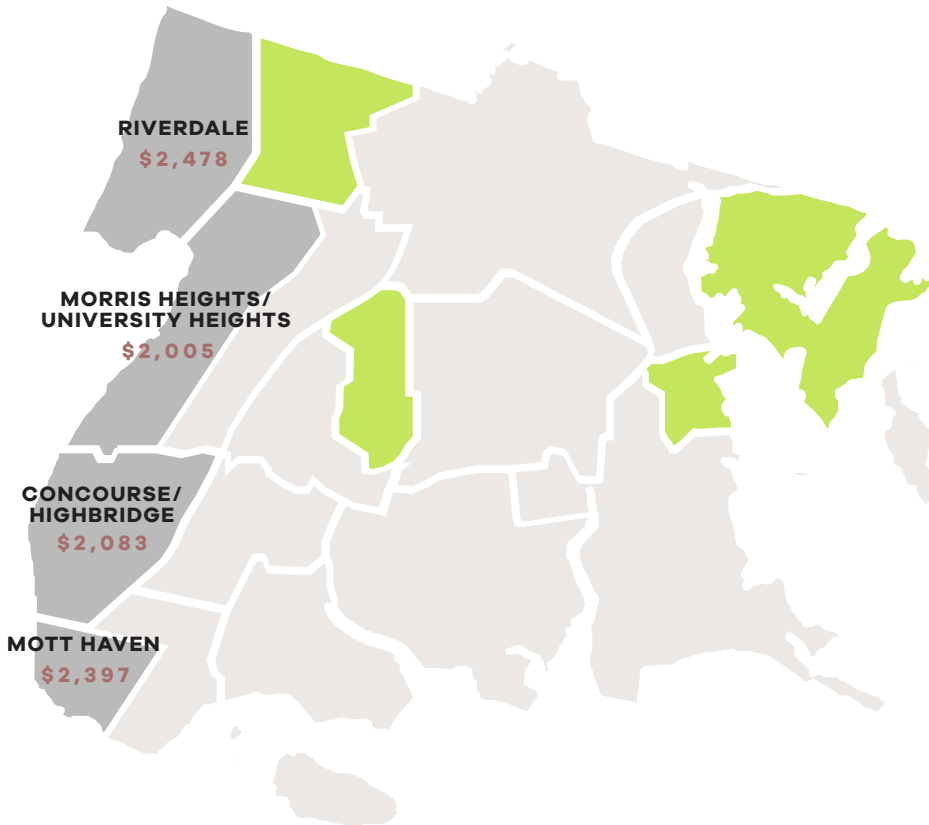 RIVERDALE
$2,478
MORRIS HEIGHTS/
UNIVERSITY HEIGHTS
$2,005
CONCOURSE/
HIGHBRIDGE
$2,083
MOTT HAVEN
$2,397